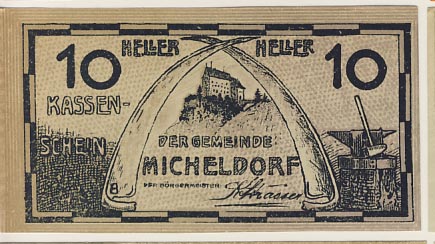 HELLER HELLER
10 10
KASSEN-
SCHEIN
DER GEMEINDE
MICHELDORF
DER BÜRGERMEISTER